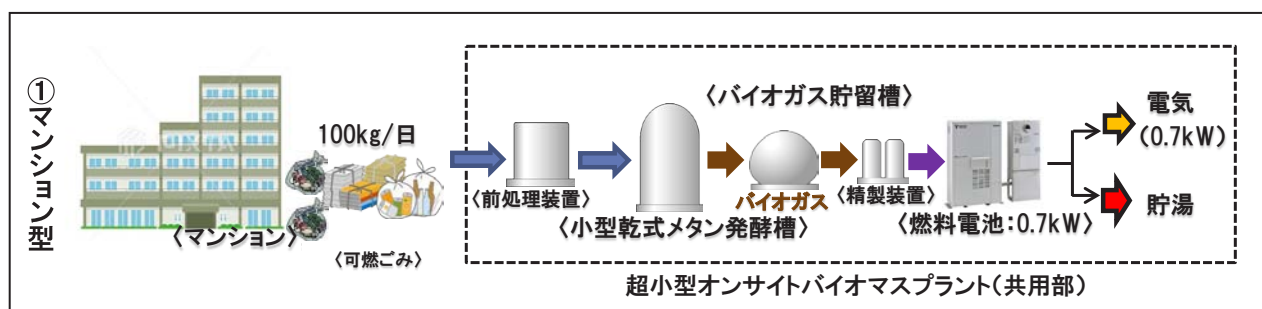 ①マンション型
100kg/日
〈マンション〉
〈可燃ごみ〉
〈前処理装置〉
〈小型乾式メタン発酵槽〉
〈バイオガス貯留槽〉
バイオガス
〈精製装置〉
〈燃料電池：0.7kW〉
電気
（0.7kW）
貯湯
超小型オンサイトバイオマスプラント（共用部）